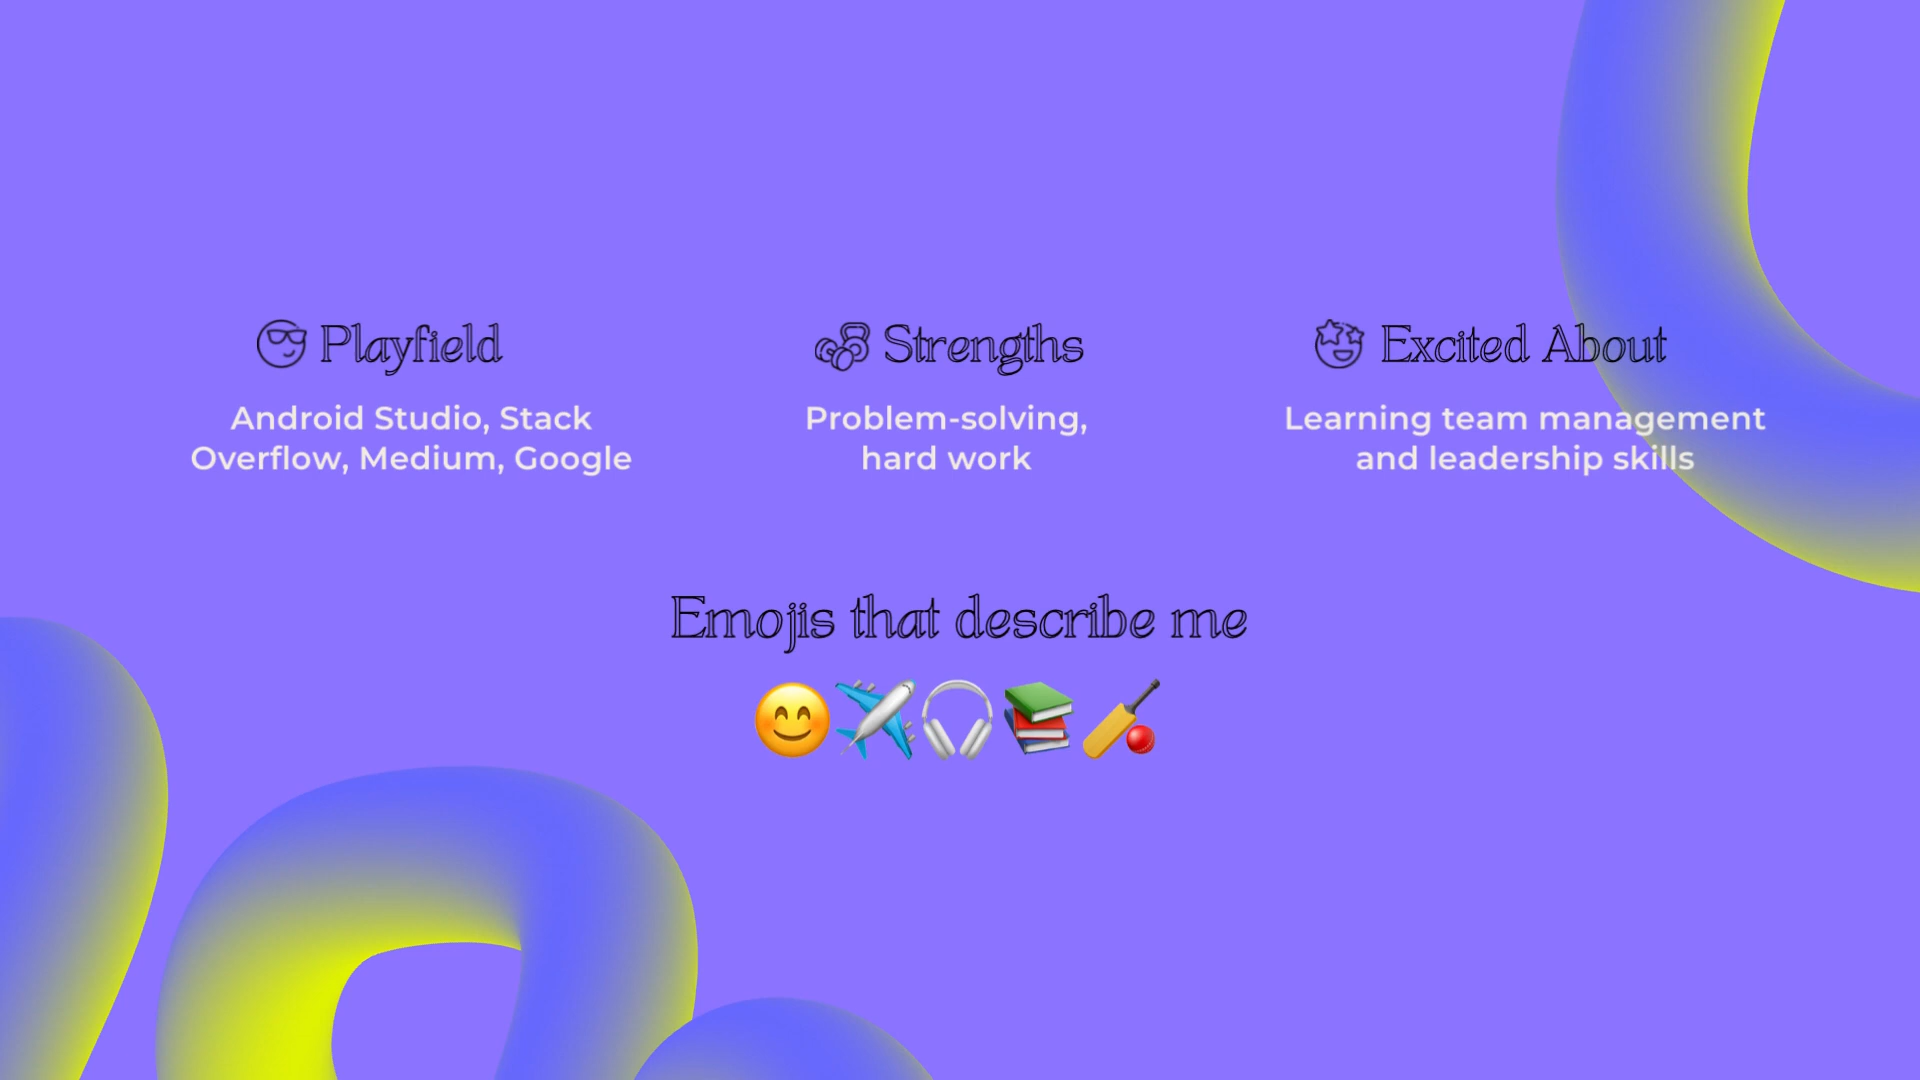 Playfield
Android Studio, Stack
Overflow, Medium, Google
Strengths
Problem-solving,
hard work
Excited About
Learning team management
and leadership skills
Emojis that describe me
😊✈️🎧📚🏏